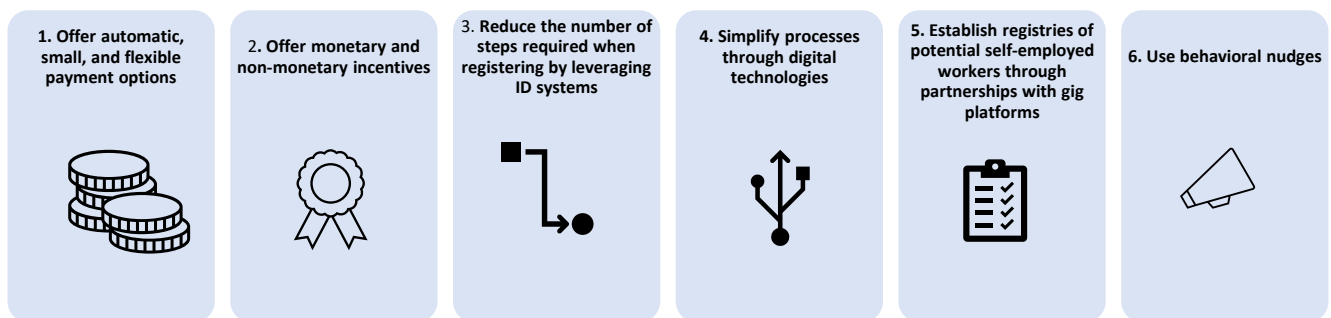 1. Offer automatic,
small, and flexible
payment options
2. Offer monetary and
non-monetary incentives
3. Reduce the number of
steps required when
registering by leveraging
ID systems
4. Simplify processes
through digital
technologies
5. Establish registries of
potential self-employed
workers through
partnerships with gig
platforms
6. Use behavioral nudges